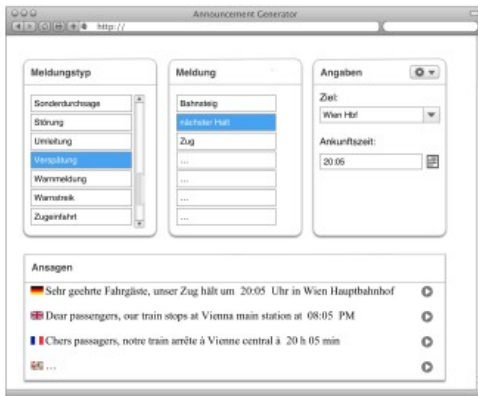 Announcement Generator
http://
Meldungstyp
Sonderdurchsage
Störung
Umleitung
Verspätung
Warnmeldung
Warnstreik
Zugeinfahrt
Meldung
Bahnsteig
nächster Halt
Zug
...
...
...
...
Angaben
Ziel:
Wien Hbf
Ankunftszeit:
20:05
Ansagen
Sehr geehrte Fahrgäste, unser Zug hält um 20:05 Uhr in Wien Hauptbahnhof
Dear passengers, our train stops at Vienna main station at 08:05 PM
Chers passagers, notre train arrête à Vienne central à 20 h 05 min
...